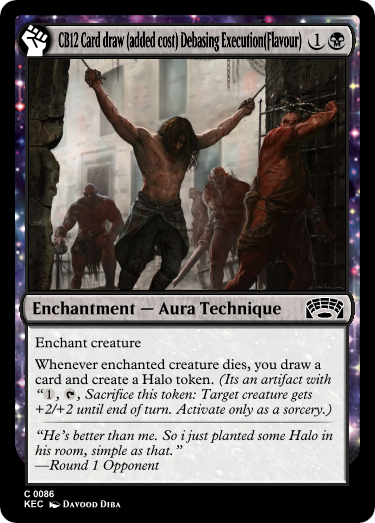 CB12 Card draw (added cost) Debasing Execution(Flavour) 1
Enchantment — Aura Technique
Enchant creature
Whenever enchanted creature dies, you draw a
card and create a Halo token. (Its an artifact with
“1, T, Sacrifice this token: Target creature gets
+2/+2 until end of turn. Activate only as a sorcery.)
“He's better than me. So i just planted some Halo in
his room, simple as that.”
—Round 1 Opponent
C 0086
KEC Davood Diba